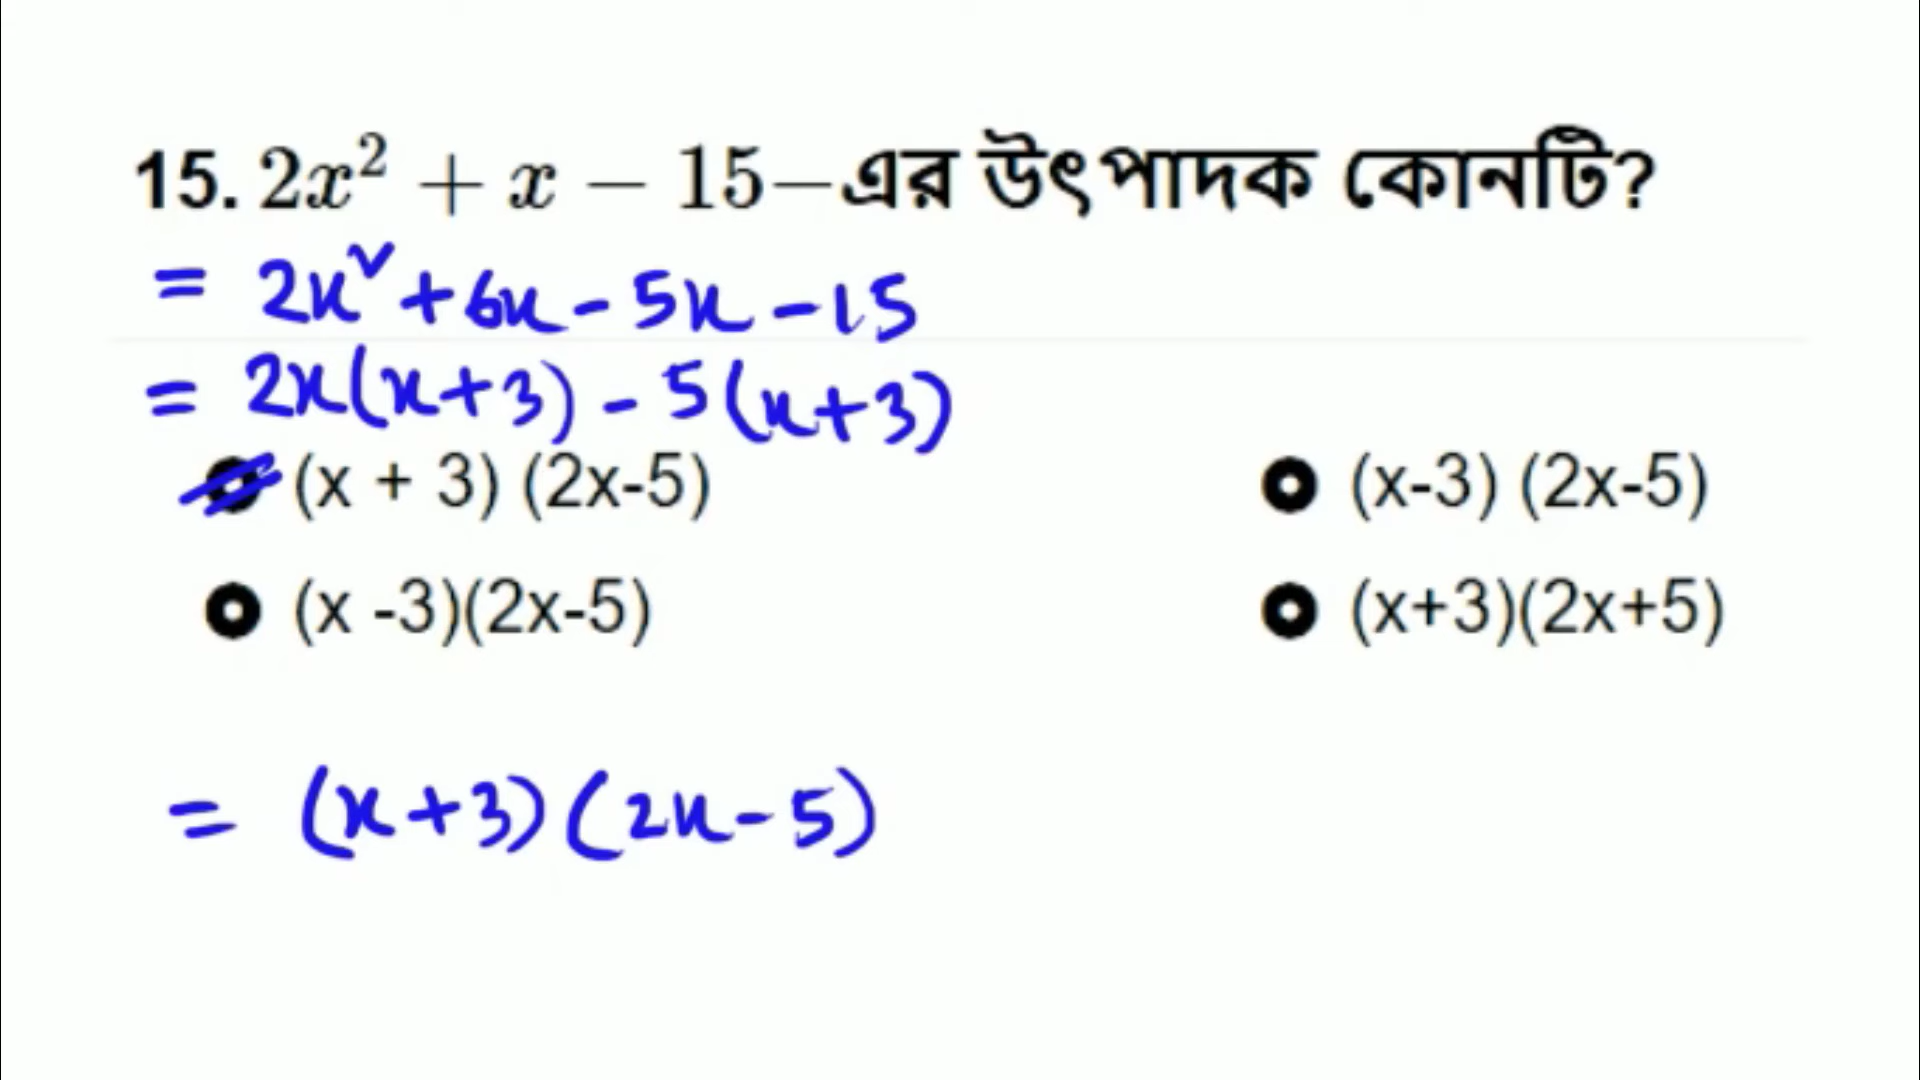 15. 2x² + x − 15−এর উৎপাদক কোনটি?
= 2x² + 6x - 5x - 15
= 2x(x+3) - 5(x+3)
(x + 3) (2x-5)
(x-3) (2x-5)
(x -3)(2x-5)
(x+3)(2x+5)
= (x+3) (2x-5)